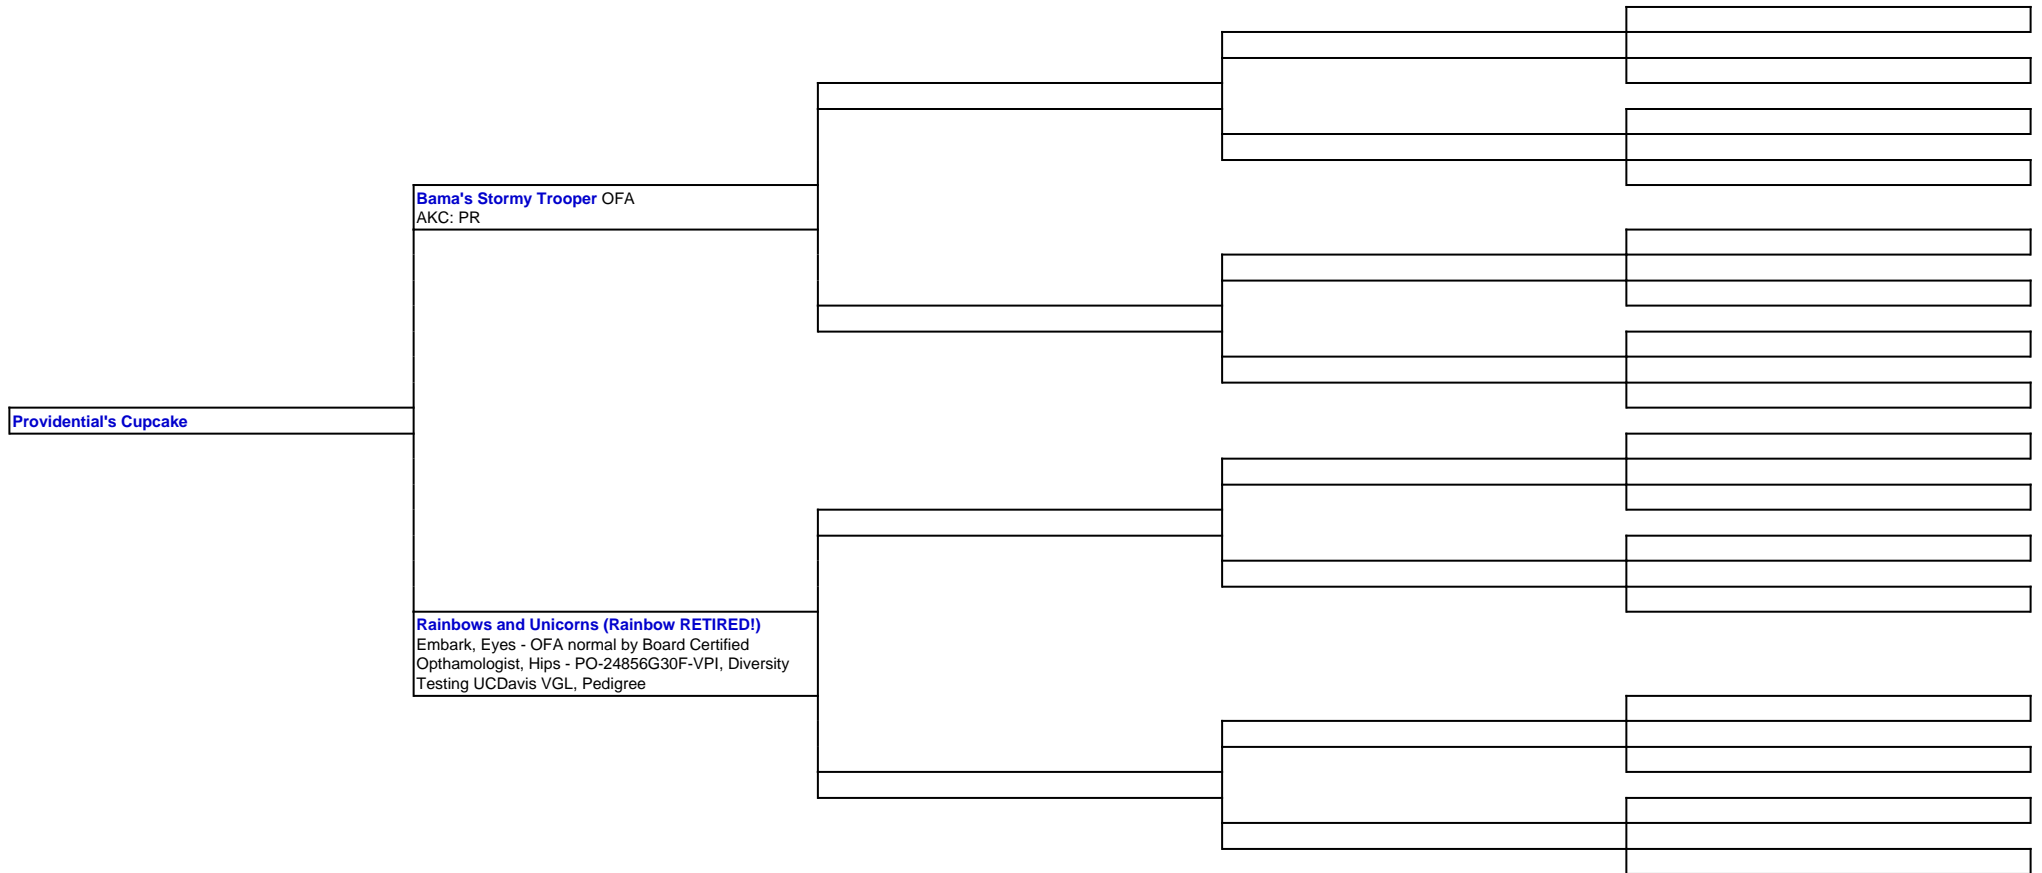 Bama's Stormy Trooper OFA
AKC: PR
Providential's Cupcake
Rainbows and Unicorns (Rainbow RETIRED!)
Embark, Eyes - OFA normal by Board Certified
Opthamologist, Hips - PO-24856G30F-VPI, Diversity
Testing UCDavis VGL, Pedigree